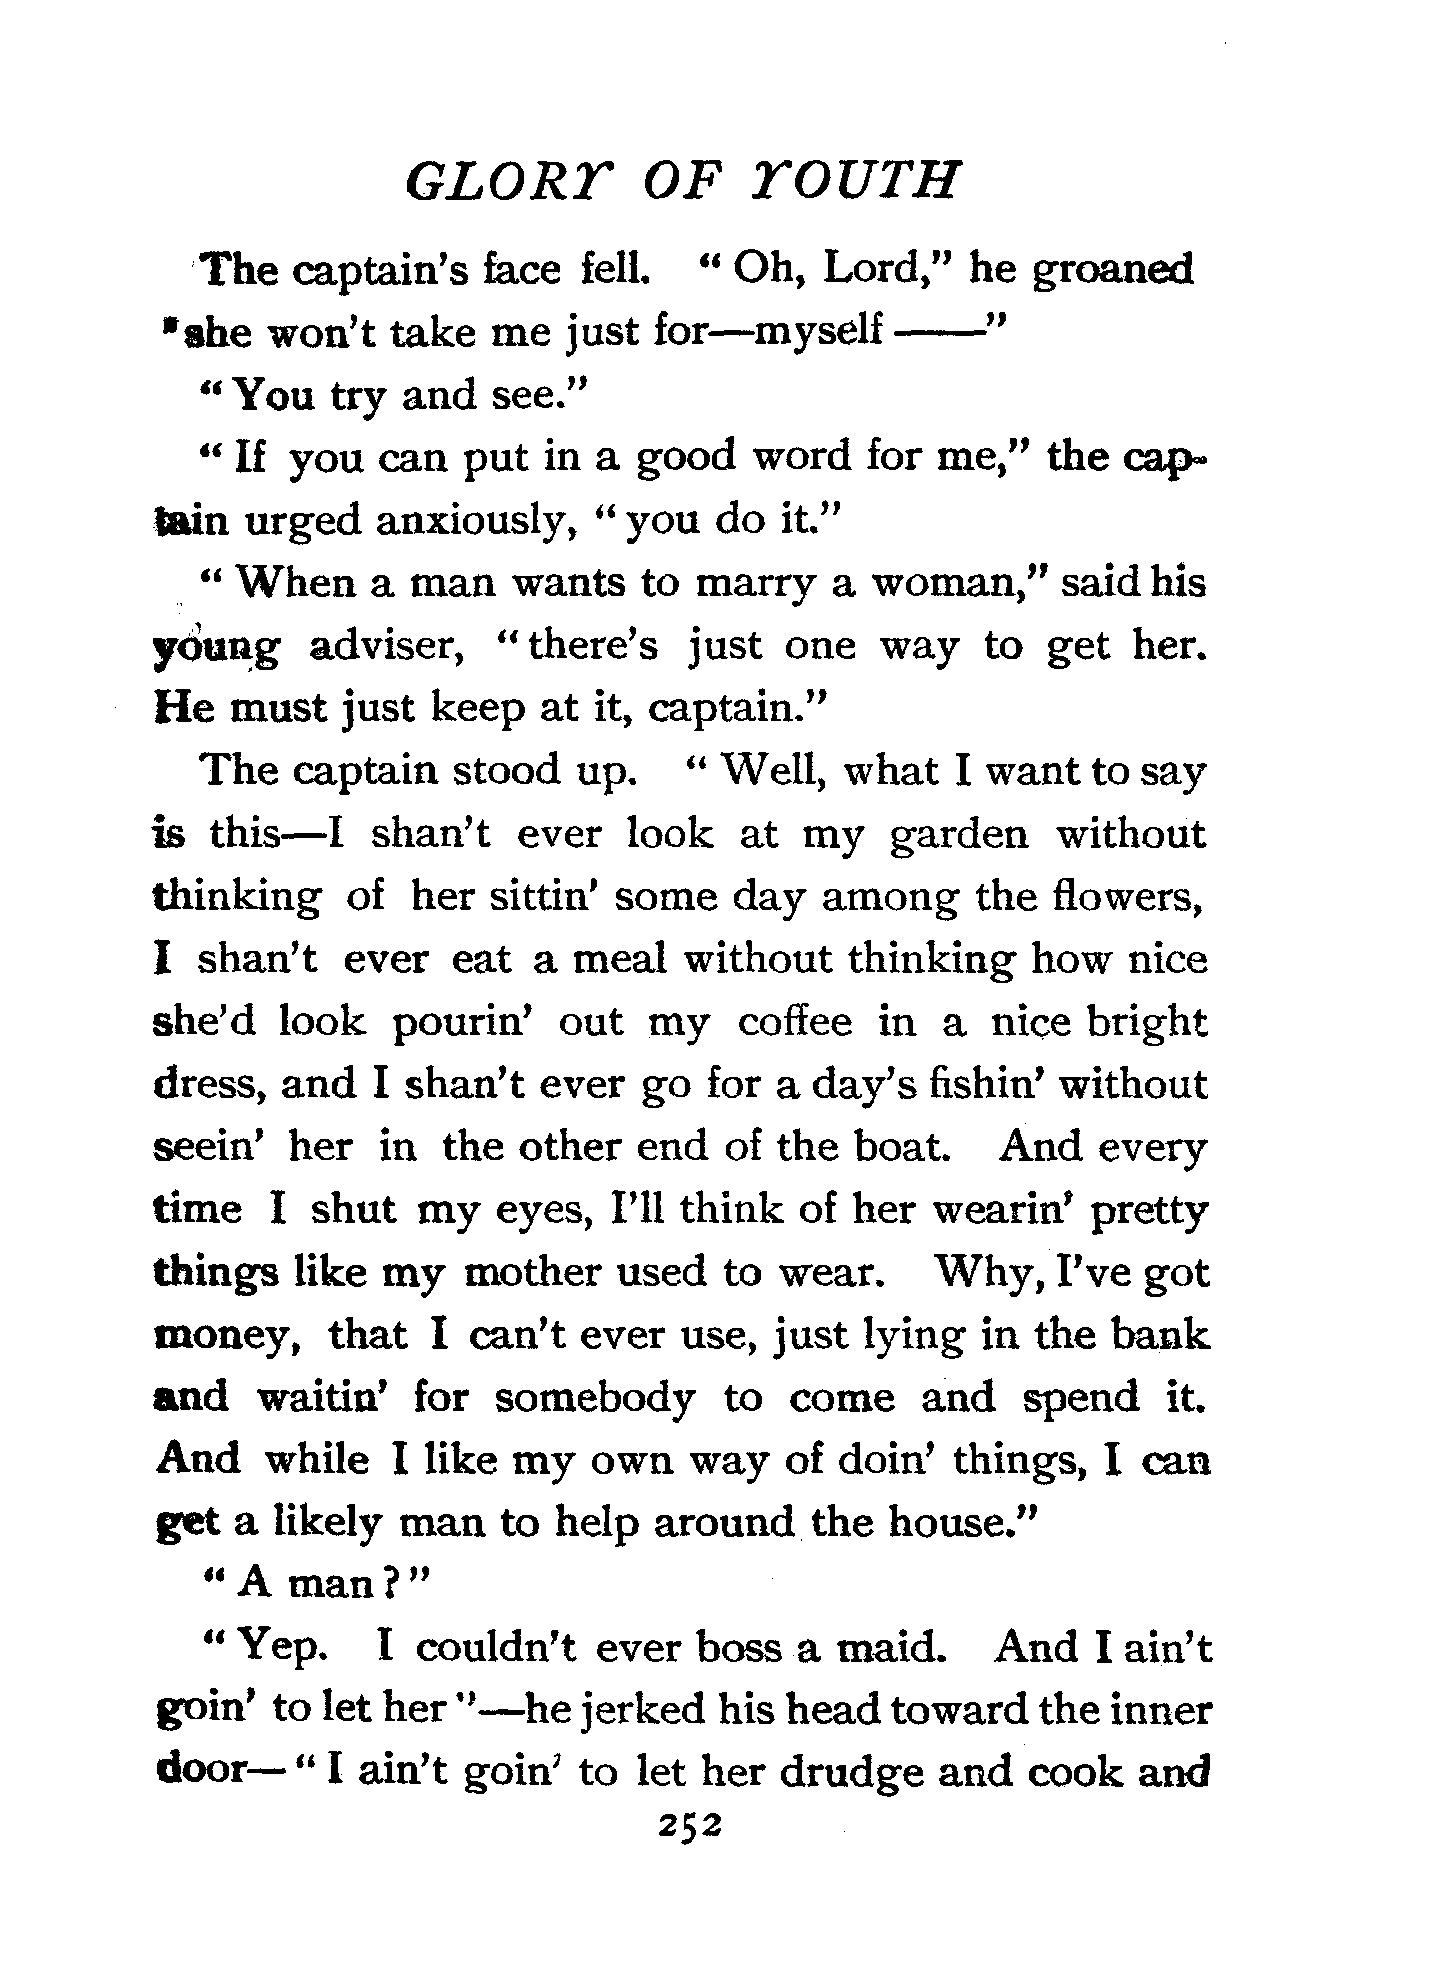 GLORY OF YOUTH
The captain's face fell. " Oh, Lord," he groaned
"she won't take me just for—myself ——"
" You try and see."
" If you can put in a good word for me," the cap-
tain urged anxiously, " you do it."
" When a man wants to marry a woman," said his
young adviser, " there's just one way to get her.
He must just keep at it, captain."
The captain stood up. " Well, what I want to say
is this—I shan't ever look at my garden without
thinking of her sittin' some day among the flowers,
I shan't ever eat a meal without thinking how nice
she'd look pourin' out my coffee in a nice bright
dress, and I shan't ever go for a day's fishin' without
seein' her in the other end of the boat. And every
time I shut my eyes, I'll think of her wearin' pretty
things like my mother used to wear. Why, I've got
money, that I can't ever use, just lying in the bank
and waitin' for somebody to come and spend it.
And while I like my own way of doin' things, I can
get a likely man to help around the house."
" A man ? "
" Yep. I couldn't ever boss a maid. And I ain't
goin' to let her "—he jerked his head toward the inner
door— " I ain't goin' to let her drudge and cook and
252